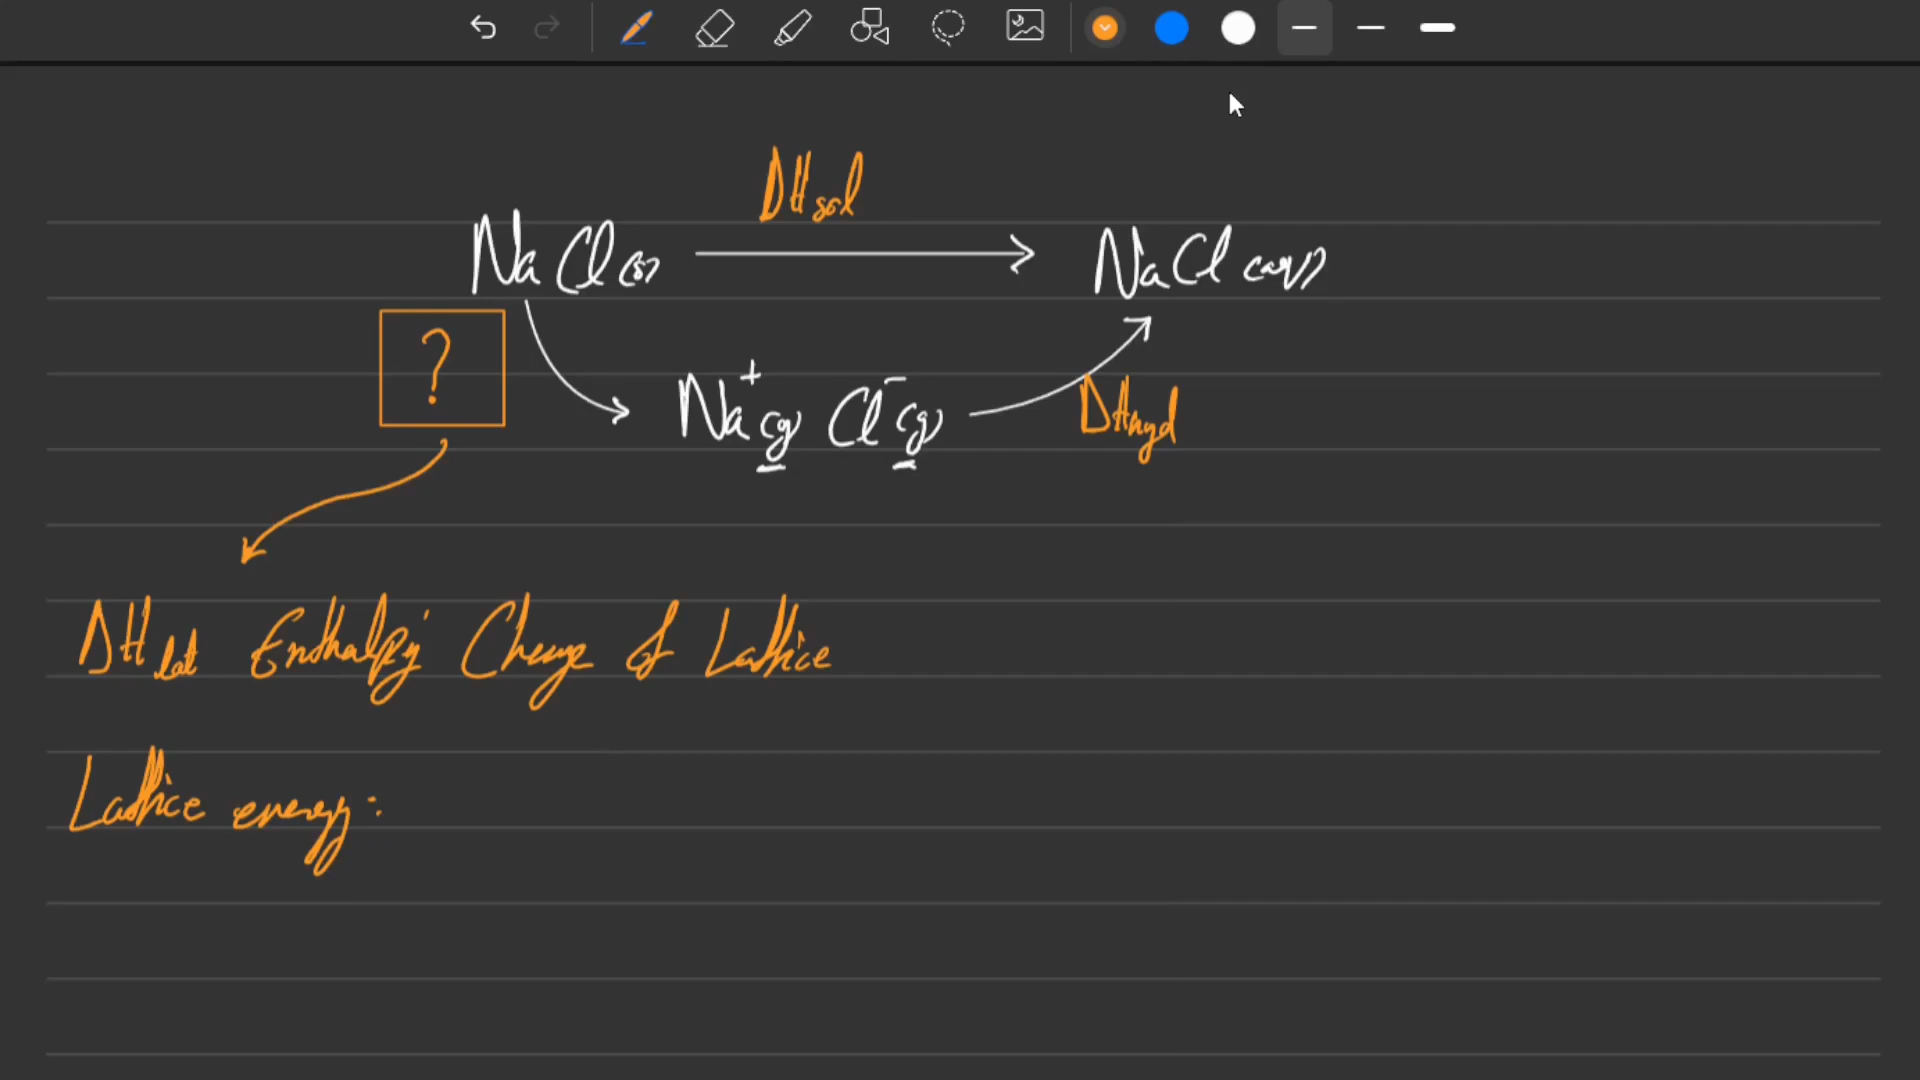 ΔHsol
NaCl(s) → NaCl(aq)
?
Na⁺(g) Cl⁻(g)
ΔHhyd
ΔHlat Enthalpy Change of Lattice
Lattice energy: